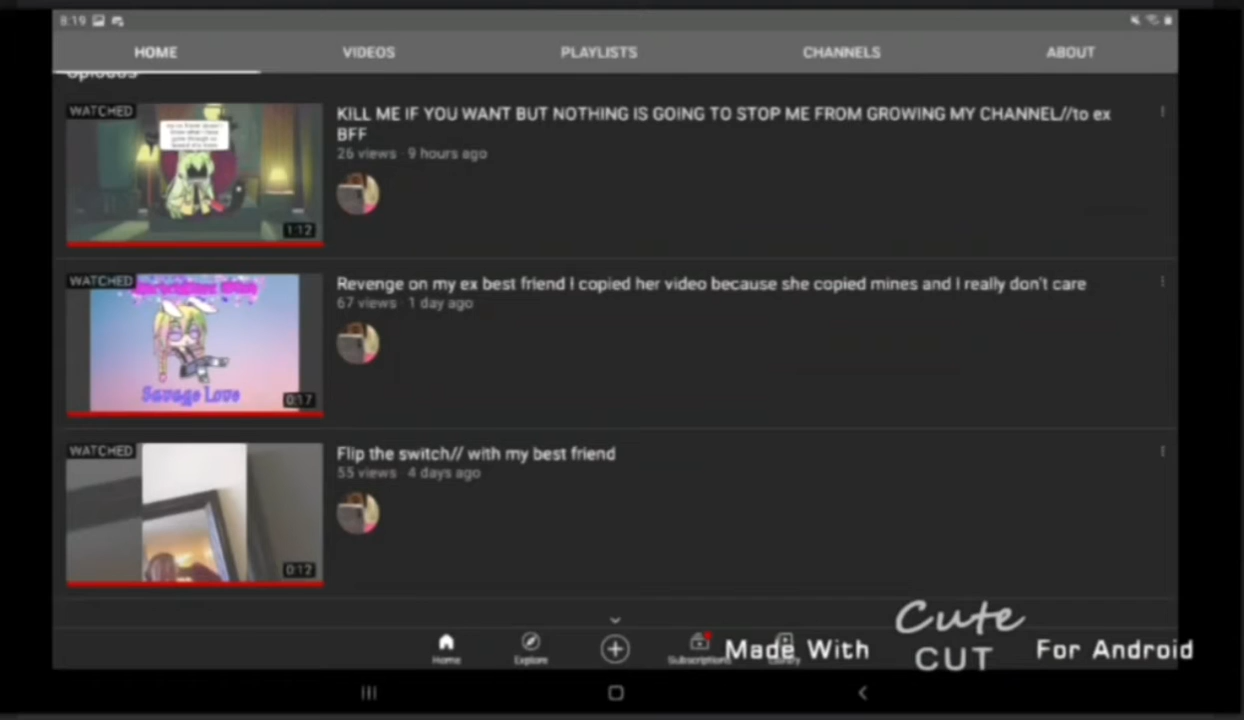 8:19
HOME VIDEOS PLAYLISTS CHANNELS ABOUT
Uploads
WATCHED
1:12
KILL ME IF YOU WANT BUT NOTHING IS GOING TO STOP ME FROM GROWING MY CHANNEL//to ex
BFF
26 views · 9 hours ago
WATCHED
Savage Love
0:17
Revenge on my ex best friend I copied her video because she copied mines and I really don't care
67 views · 1 day ago
WATCHED
0:12
Flip the switch// with my best friend
55 views · 4 days ago
Home Explore Subscriptions Library
Made With Cute CUT For Android